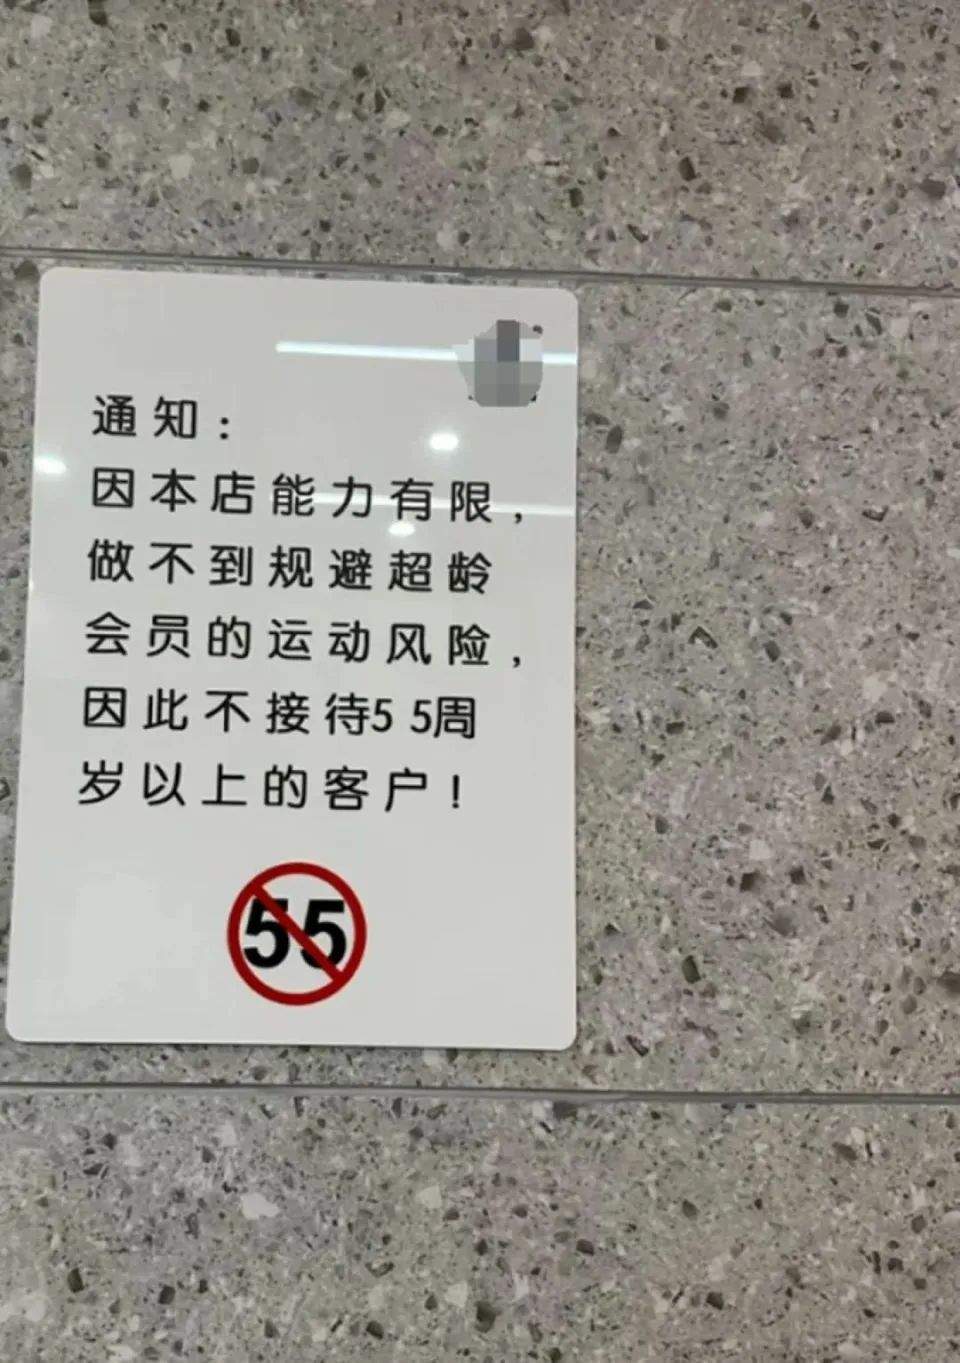 通知：
因本店能力有限，
做不到规避超龄
会员的运动风险，
因此不接待55周
岁以上的客户！
55